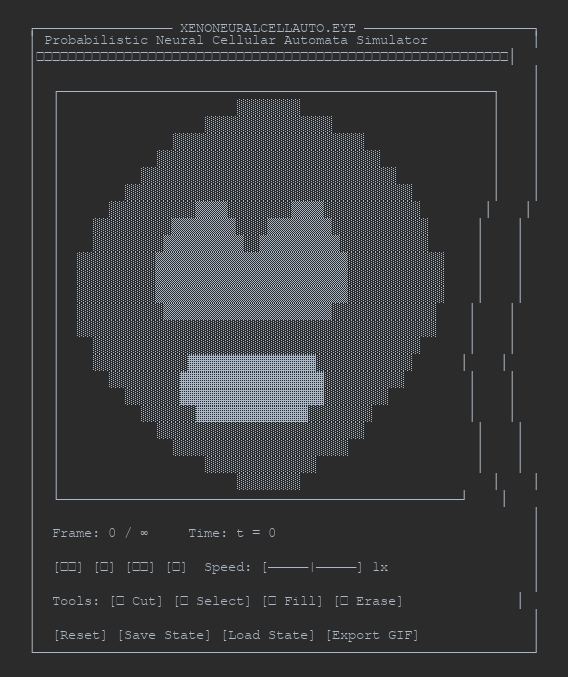 XENONEURALCELLAUTO.EYE
Probabilistic Neural Cellular Automata Simulator
Frame: 0 / ∞ Time: t = 0
[□□] [□] [□□] [□] Speed: [─────|─────] 1x
Tools: [□ Cut] [□ Select] [□ Fill] [□ Erase]
[Reset] [Save State] [Load State] [Export GIF]